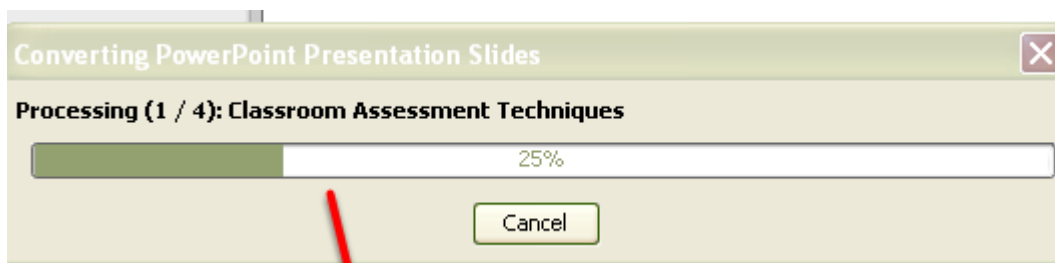 Converting PowerPoint Presentation Slides
Processing (1 / 4): Classroom Assessment Techniques
25%
Cancel